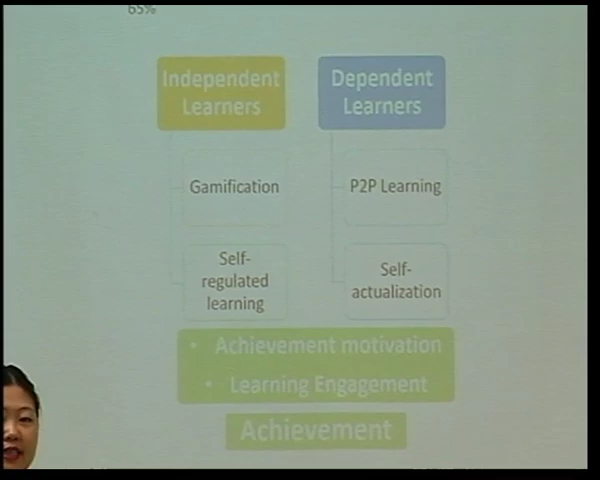 65%
Independent
Learners
Dependent
Learners
Gamification
P2P Learning
Self-
regulated
learning
Self-
actualization
• Achievement motivation
• Learning Engagement
Achievement